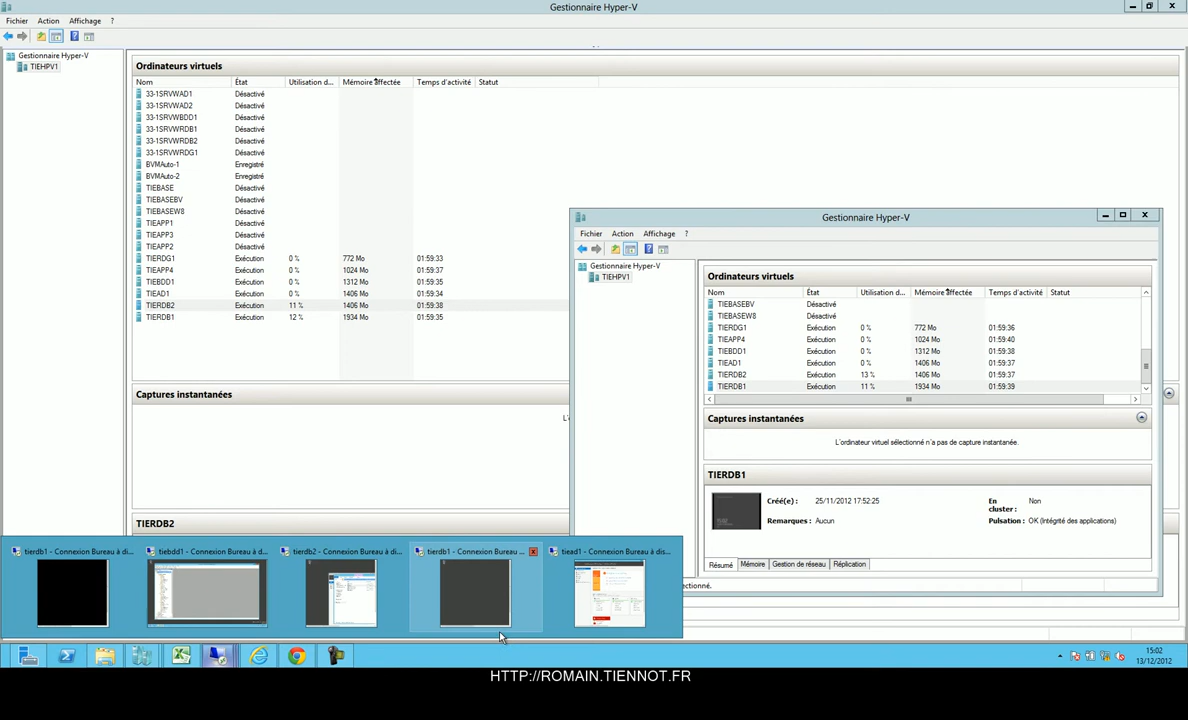 Gestionnaire Hyper-V
Fichier Action Affichage ?
Gestionnaire Hyper-V
TIEHPV1
Ordinateurs virtuels
Nom État Utilisation d... Mémoire affectée Temps d'activité Statut
33-1SRVWAD1 Désactivé
33-1SRVWAD2 Désactivé
33-1SRVWBDD1 Désactivé
33-1SRVWRDB1 Désactivé
33-1SRVWRDB2 Désactivé
33-1SRVWRDG1 Désactivé
BVMAuto-1 Enregistré
BVMAuto-2 Enregistré
TIEBASE Désactivé
TIEBASEBV Désactivé
TIEBASEW8 Désactivé
TIEAPP1 Désactivé
TIEAPP3 Désactivé
TIEAPP2 Désactivé
TIERDG1 Exécution 0 % 772 Mo 01:59:33
TIEAPP4 Exécution 0 % 1024 Mo 01:59:37
TIEBDD1 Exécution 0 % 1312 Mo 01:59:35
TIEAD1 Exécution 0 % 1406 Mo 01:59:34
TIERDB2 Exécution 11 % 1406 Mo 01:59:38
TIERDB1 Exécution 12 % 1934 Mo 01:59:35
Captures instantanées
L'
TIERDB2
Gestionnaire Hyper-V
Fichier Action Affichage ?
Gestionnaire Hyper-V
TIEHPV1
Ordinateurs virtuels
Nom État Utilisation d... Mémoire affectée Temps d'activité Statut
TIEBASEBV Désactivé
TIEBASEW8 Désactivé
TIERDG1 Exécution 0 % 772 Mo 01:59:36
TIEAPP4 Exécution 0 % 1024 Mo 01:59:40
TIEBDD1 Exécution 0 % 1312 Mo 01:59:38
TIEAD1 Exécution 0 % 1406 Mo 01:59:37
TIERDB2 Exécution 13 % 1406 Mo 01:59:37
TIERDB1 Exécution 11 % 1934 Mo 01:59:39
Captures instantanées
L'ordinateur virtuel sélectionné n'a pas de capture instantanée.
TIERDB1
Créé(e) : 25/11/2012 17:52:25 En cluster : Non
Remarques : Aucun Pulsation : OK (Intégrité des applications)
Résumé Mémoire Gestion de réseau Réplication
ectionné.
tierdb1 - Connexion Bureau à di...
tiebdd1 - Connexion Bureau à d...
tierdb2 - Connexion Bureau à di...
tierdb1 - Connexion Bureau ...
tiead1 - Connexion Bureau à dis...
15:02
13/12/2012
HTTP://ROMAIN.TIENNOT.FR